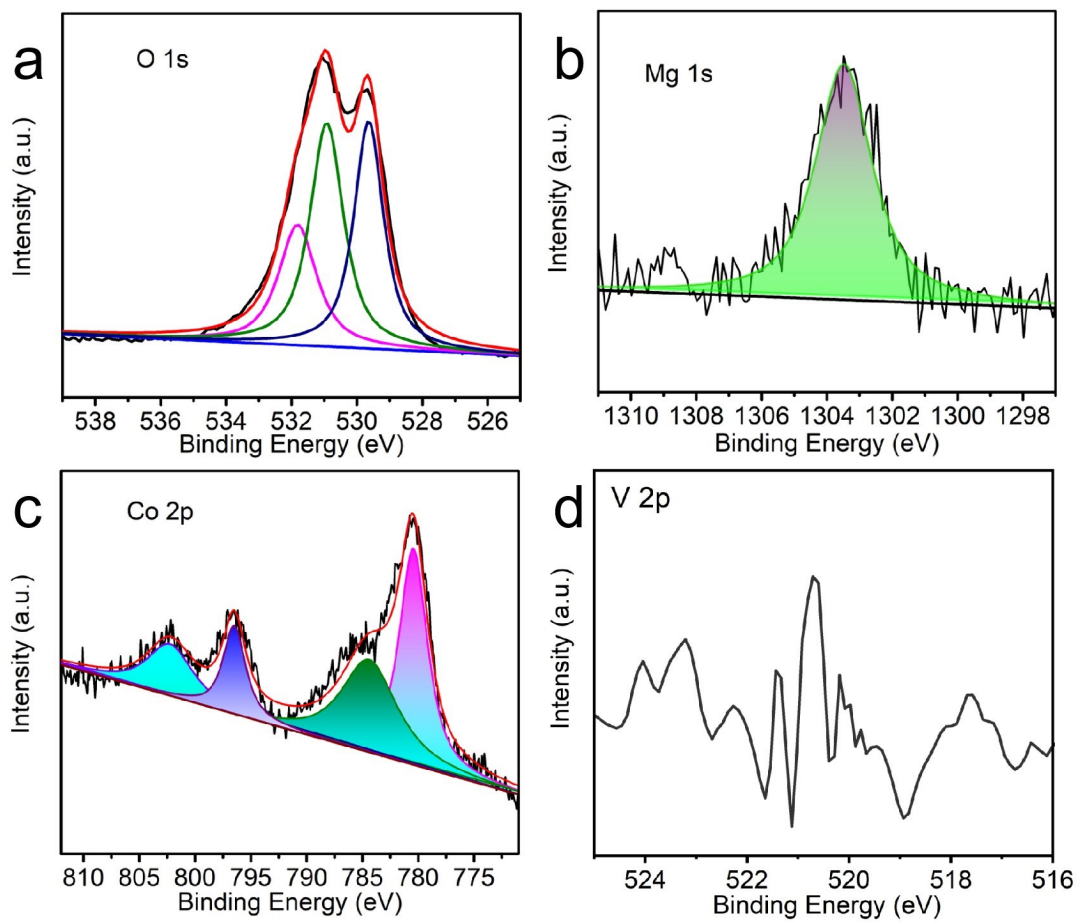 a
O 1s
Intensity (a.u.)
538 536 534 532 530 528 526
Binding Energy (eV)
b
Mg 1s
Intensity (a.u.)
1310 1308 1306 1304 1302 1300 1298
Binding Energy (eV)
c
Co 2p
Intensity (a.u.)
810 805 800 795 790 785 780 775
Binding Energy (eV)
d
V 2p
Intensity (a.u.)
524 521 520 518 516
Binding Energy (eV)